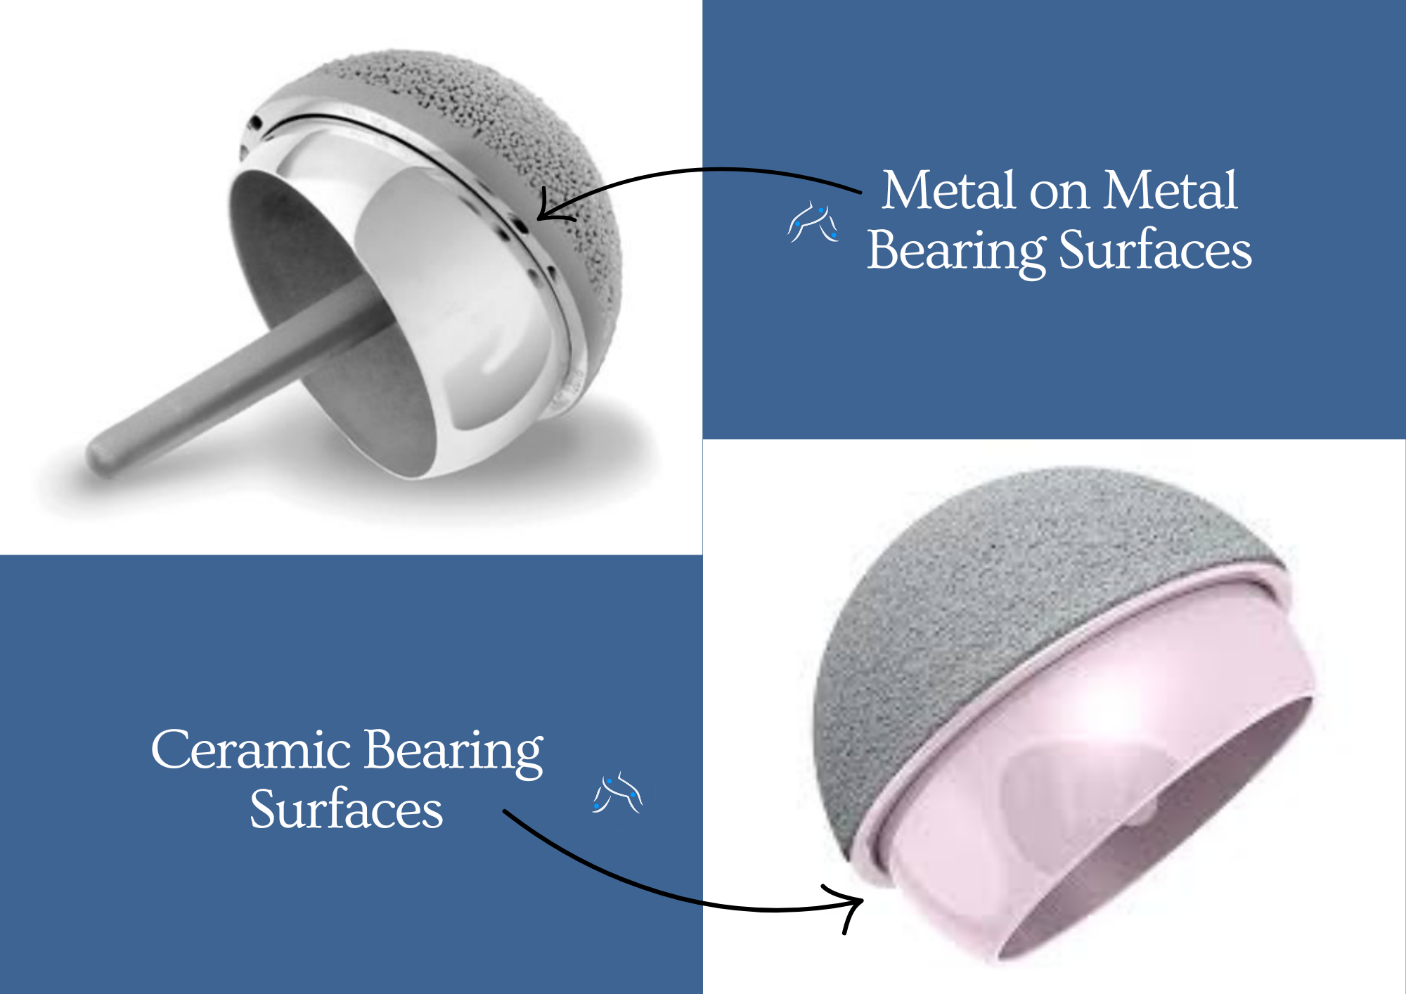 Metal on Metal
Bearing Surfaces
Ceramic Bearing
Surfaces